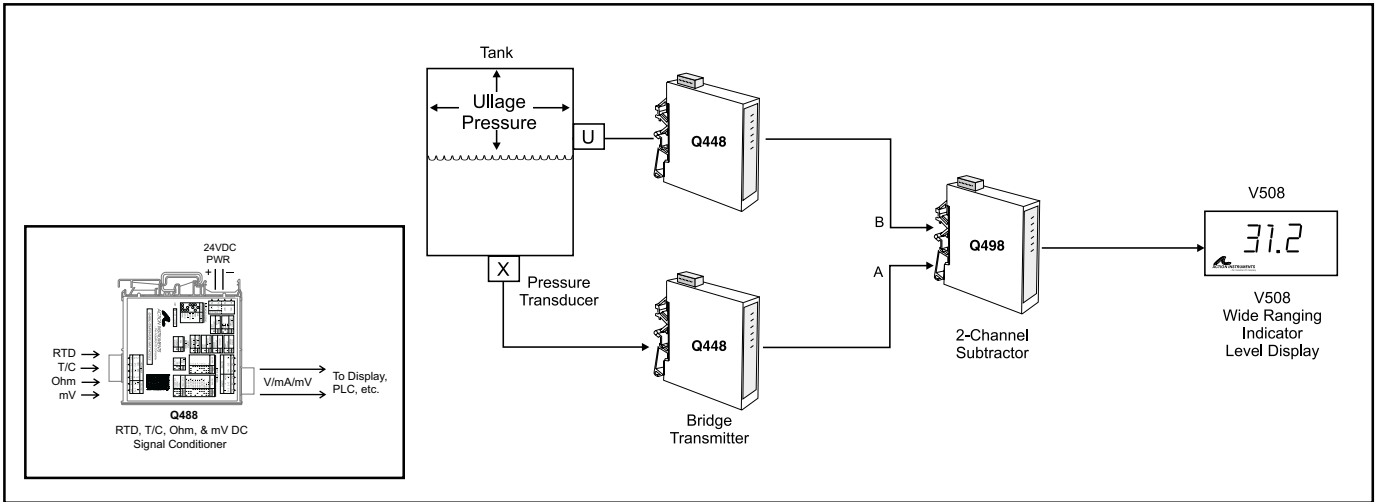 Tank
Ullage
Pressure
U
Q448
B
V508
Q498
31.2
ACTION INSTRUMENTS
A
X
Pressure
Transducer
Q448
2-Channel
Subtractor
V508
Wide Ranging
Indicator
Level Display
Bridge
Transmitter
24VDC
PWR
+ –
RTD
T/C
Ohm
mV
V/mA/mV
To Display,
PLC, etc.
Q488
RTD, T/C, Ohm, & mV DC
Signal Conditioner